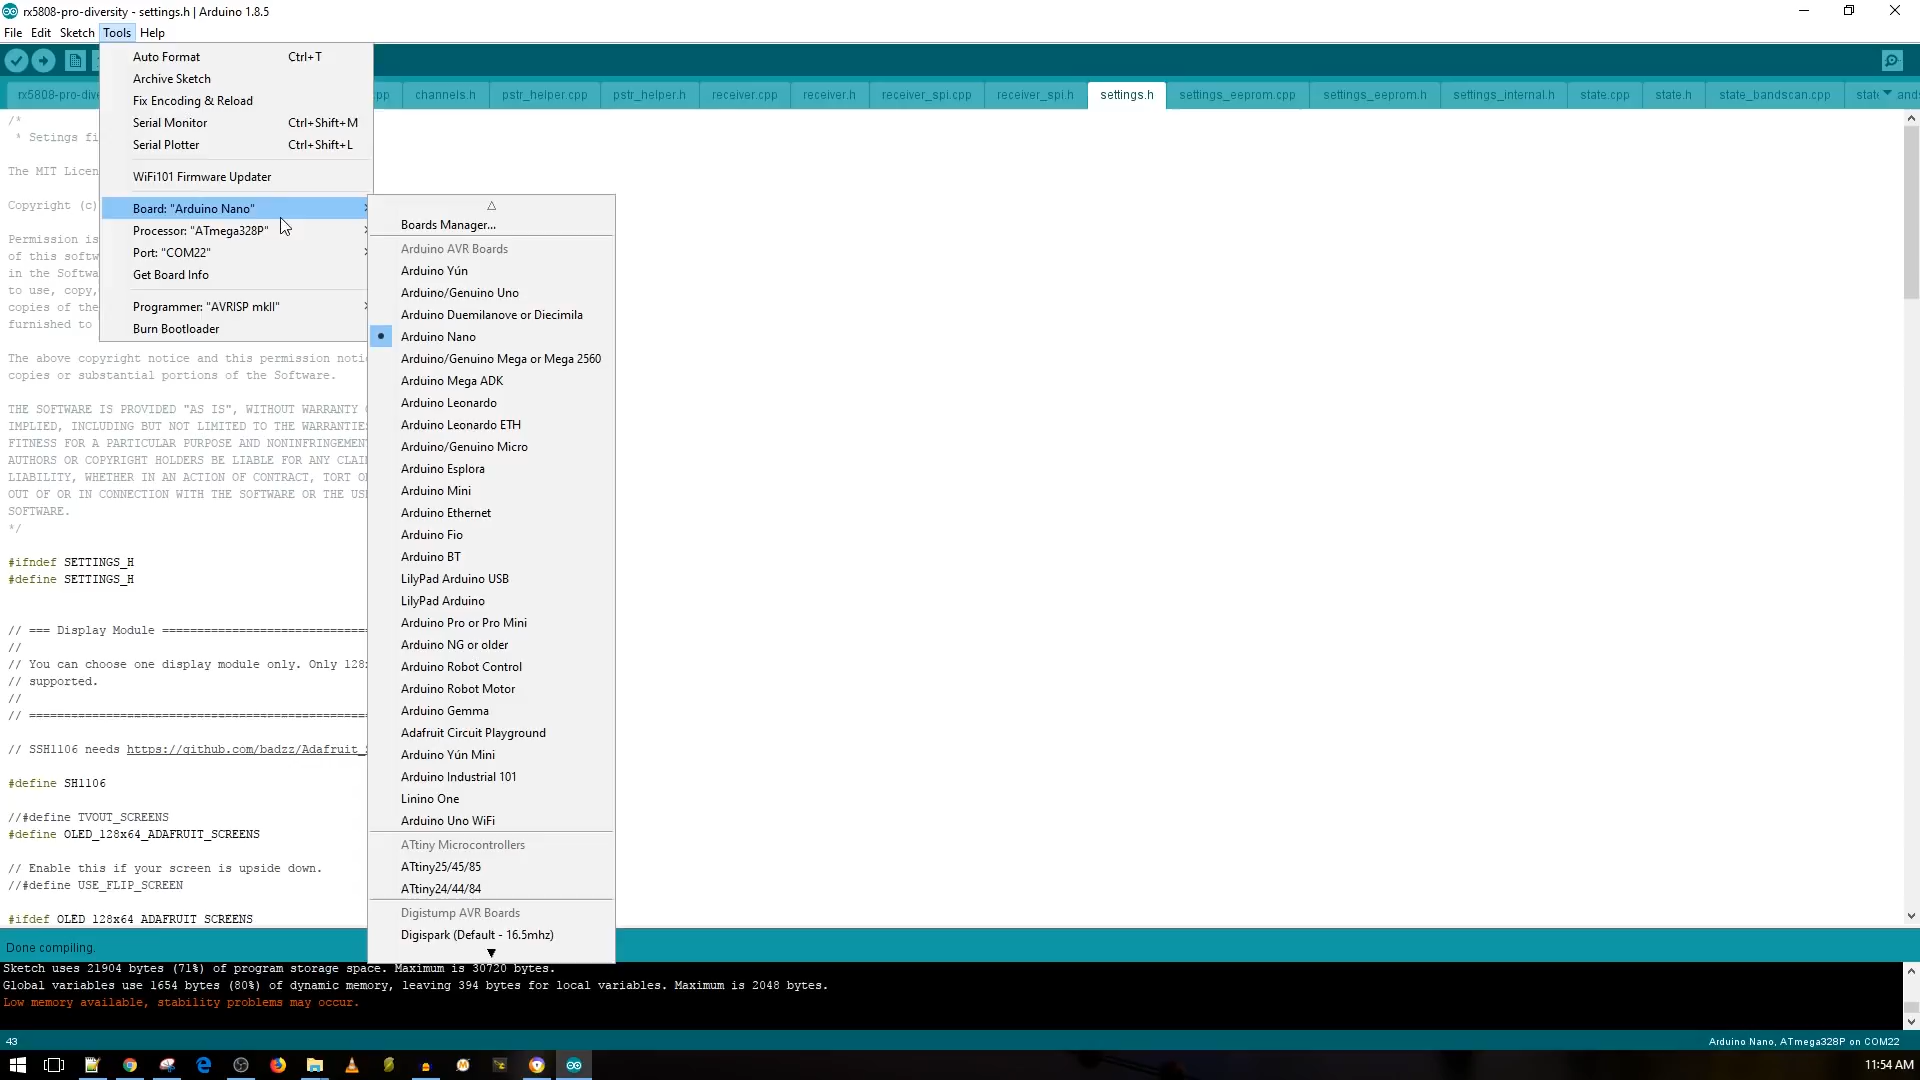 rx5808-pro-diversity - settings.h | Arduino 1.8.5
File Edit Sketch Tools Help
rx5808-pro-dive
pp
channels.h
pstr_helper.cpp
pstr_helper.h
receiver.cpp
receiver.h
receiver_spi.cpp
receiver_spi.h
settings.h
settings_eeprom.cpp
settings_eeprom.h
settings_internal.h
state.cpp
state.h
state_bandscan.cpp
Auto Format Ctrl+T
Archive Sketch
Fix Encoding & Reload
Serial Monitor Ctrl+Shift+M
Serial Plotter Ctrl+Shift+L
WiFi101 Firmware Updater
Board: "Arduino Nano"
Processor: "ATmega328P"
Port: "COM22"
Get Board Info
Programmer: "AVRISP mkII"
Burn Bootloader
Boards Manager...
Arduino AVR Boards
Arduino Yún
Arduino/Genuino Uno
Arduino Duemilanove or Diecimila
Arduino Nano
Arduino/Genuino Mega or Mega 2560
Arduino Mega ADK
Arduino Leonardo
Arduino Leonardo ETH
Arduino/Genuino Micro
Arduino Esplora
Arduino Mini
Arduino Ethernet
Arduino Fio
Arduino BT
LilyPad Arduino USB
LilyPad Arduino
Arduino Pro or Pro Mini
Arduino NG or older
Arduino Robot Control
Arduino Robot Motor
Arduino Gemma
Adafruit Circuit Playground
Arduino Yún Mini
Arduino Industrial 101
Linino One
Arduino Uno WiFi
ATtiny Microcontrollers
ATtiny25/45/85
ATtiny24/44/84
Digistump AVR Boards
Digispark (Default - 16.5mhz)
/*
* Setings fi
The MIT Licen
Copyright (c)
Permission is
of this softw
in the Softwa
to use, copy,
copies of the
furnished to
The above copyright notice and this permission noti
copies or substantial portions of the Software.
THE SOFTWARE IS PROVIDED "AS IS", WITHOUT WARRANTY
IMPLIED, INCLUDING BUT NOT LIMITED TO THE WARRANTIE
FITNESS FOR A PARTICULAR PURPOSE AND NONINFRINGEMEN
AUTHORS OR COPYRIGHT HOLDERS BE LIABLE FOR ANY CLAI
LIABILITY, WHETHER IN AN ACTION OF CONTRACT, TORT O
OUT OF OR IN CONNECTION WITH THE SOFTWARE OR THE US
SOFTWARE.
*/
#ifndef SETTINGS_H
#define SETTINGS_H
// === Display Module ==============================
//
// You can choose one display module only. Only 128x
// supported.
//
// =================================================
// SSH1106 needs https://github.com/badzz/Adafruit_
#define SH1106
//#define TVOUT_SCREENS
#define OLED_128x64_ADAFRUIT_SCREENS
// Enable this if your screen is upside down.
//#define USE_FLIP_SCREEN
#ifdef OLED_128x64_ADAFRUIT_SCREENS
Done compiling.
Sketch uses 21904 bytes (71%) of program storage space. Maximum is 30720 bytes.
Global variables use 1654 bytes (80%) of dynamic memory, leaving 394 bytes for local variables. Maximum is 2048 bytes.
Low memory available, stability problems may occur.
43
Arduino Nano, ATmega328P on COM22
11:54 AM